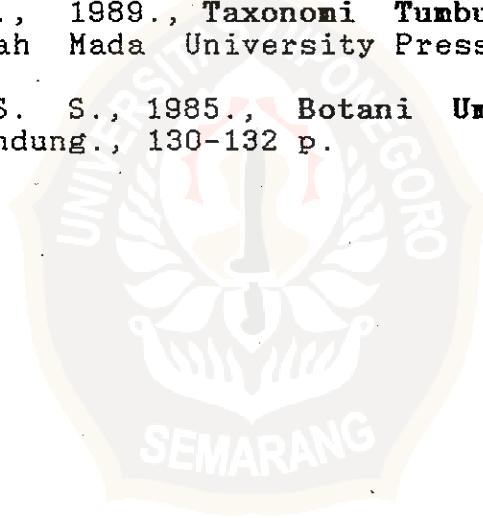 ., 1989., Taxonomi Tumbu
ah Mada University Press
S. S., 1985., Botani Um
ndung., 130-132 p.
UNIVERSITAS DIPONEGORO
SEMARANG